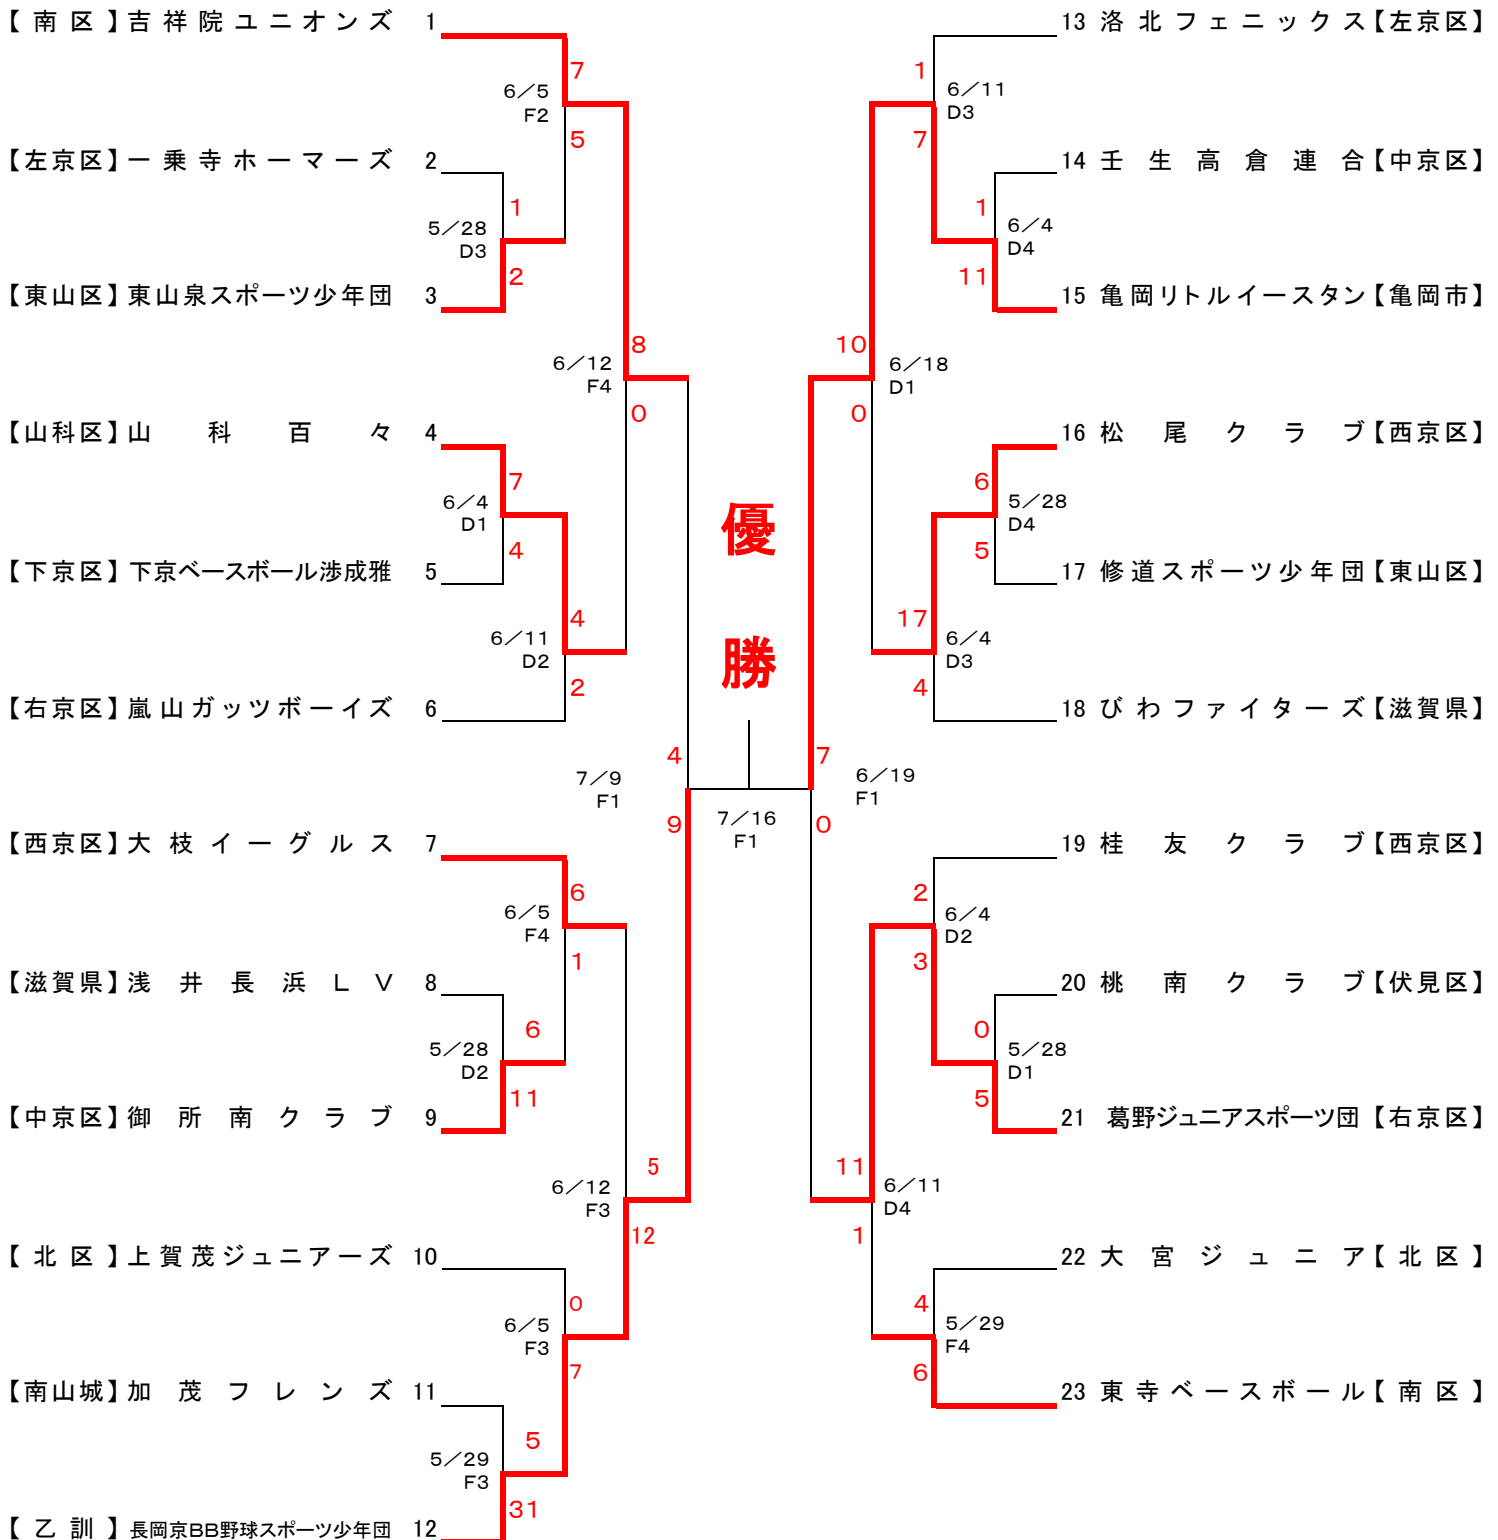 【南区】吉祥院ユニオンズ 1
7
6／5
F2
5
【左京区】一乗寺ホーマーズ 2
1
5／28
D3
2
【東山区】東山泉スポーツ少年団 3
8
6／12
F4
0
【山科区】山科百々 4
7
6／4
D1
4
【下京区】下京ベースボール渉成雅 5
4
6／11
D2
2
【右京区】嵐山ガッツボーイズ 6
4
7／9
F1
9
【西京区】大枝イーグルス 7
6
6／5
F4
1
【滋賀県】浅井長浜LV 8
6
5／28
D2
11
【中京区】御所南クラブ 9
5
6／12
F3
12
【北区】上賀茂ジュニアーズ 10
0
6／5
F3
7
【南山城】加茂フレンズ 11
5
5／29
F3
31
【乙訓】長岡京BB野球スポーツ少年団 12
優
勝
7／16
F1
13 洛北フェニックス【左京区】
1
6／11
D3
7
14 壬生高倉連合【中京区】
1
6／4
D4
11
15 亀岡リトルイースタン【亀岡市】
10
6／18
D1
0
16 松尾クラブ【西京区】
6
5／28
D4
5
17 修道スポーツ少年団【東山区】
17
6／4
D3
4
18 びわファイターズ【滋賀県】
7
6／19
F1
0
19 桂友クラブ【西京区】
2
6／4
D2
3
20 桃南クラブ【伏見区】
0
5／28
D1
5
21 葛野ジュニアスポーツ団【右京区】
11
6／11
D4
1
22 大宮ジュニア【北区】
4
5／29
F4
6
23 東寺ベースボール【南区】